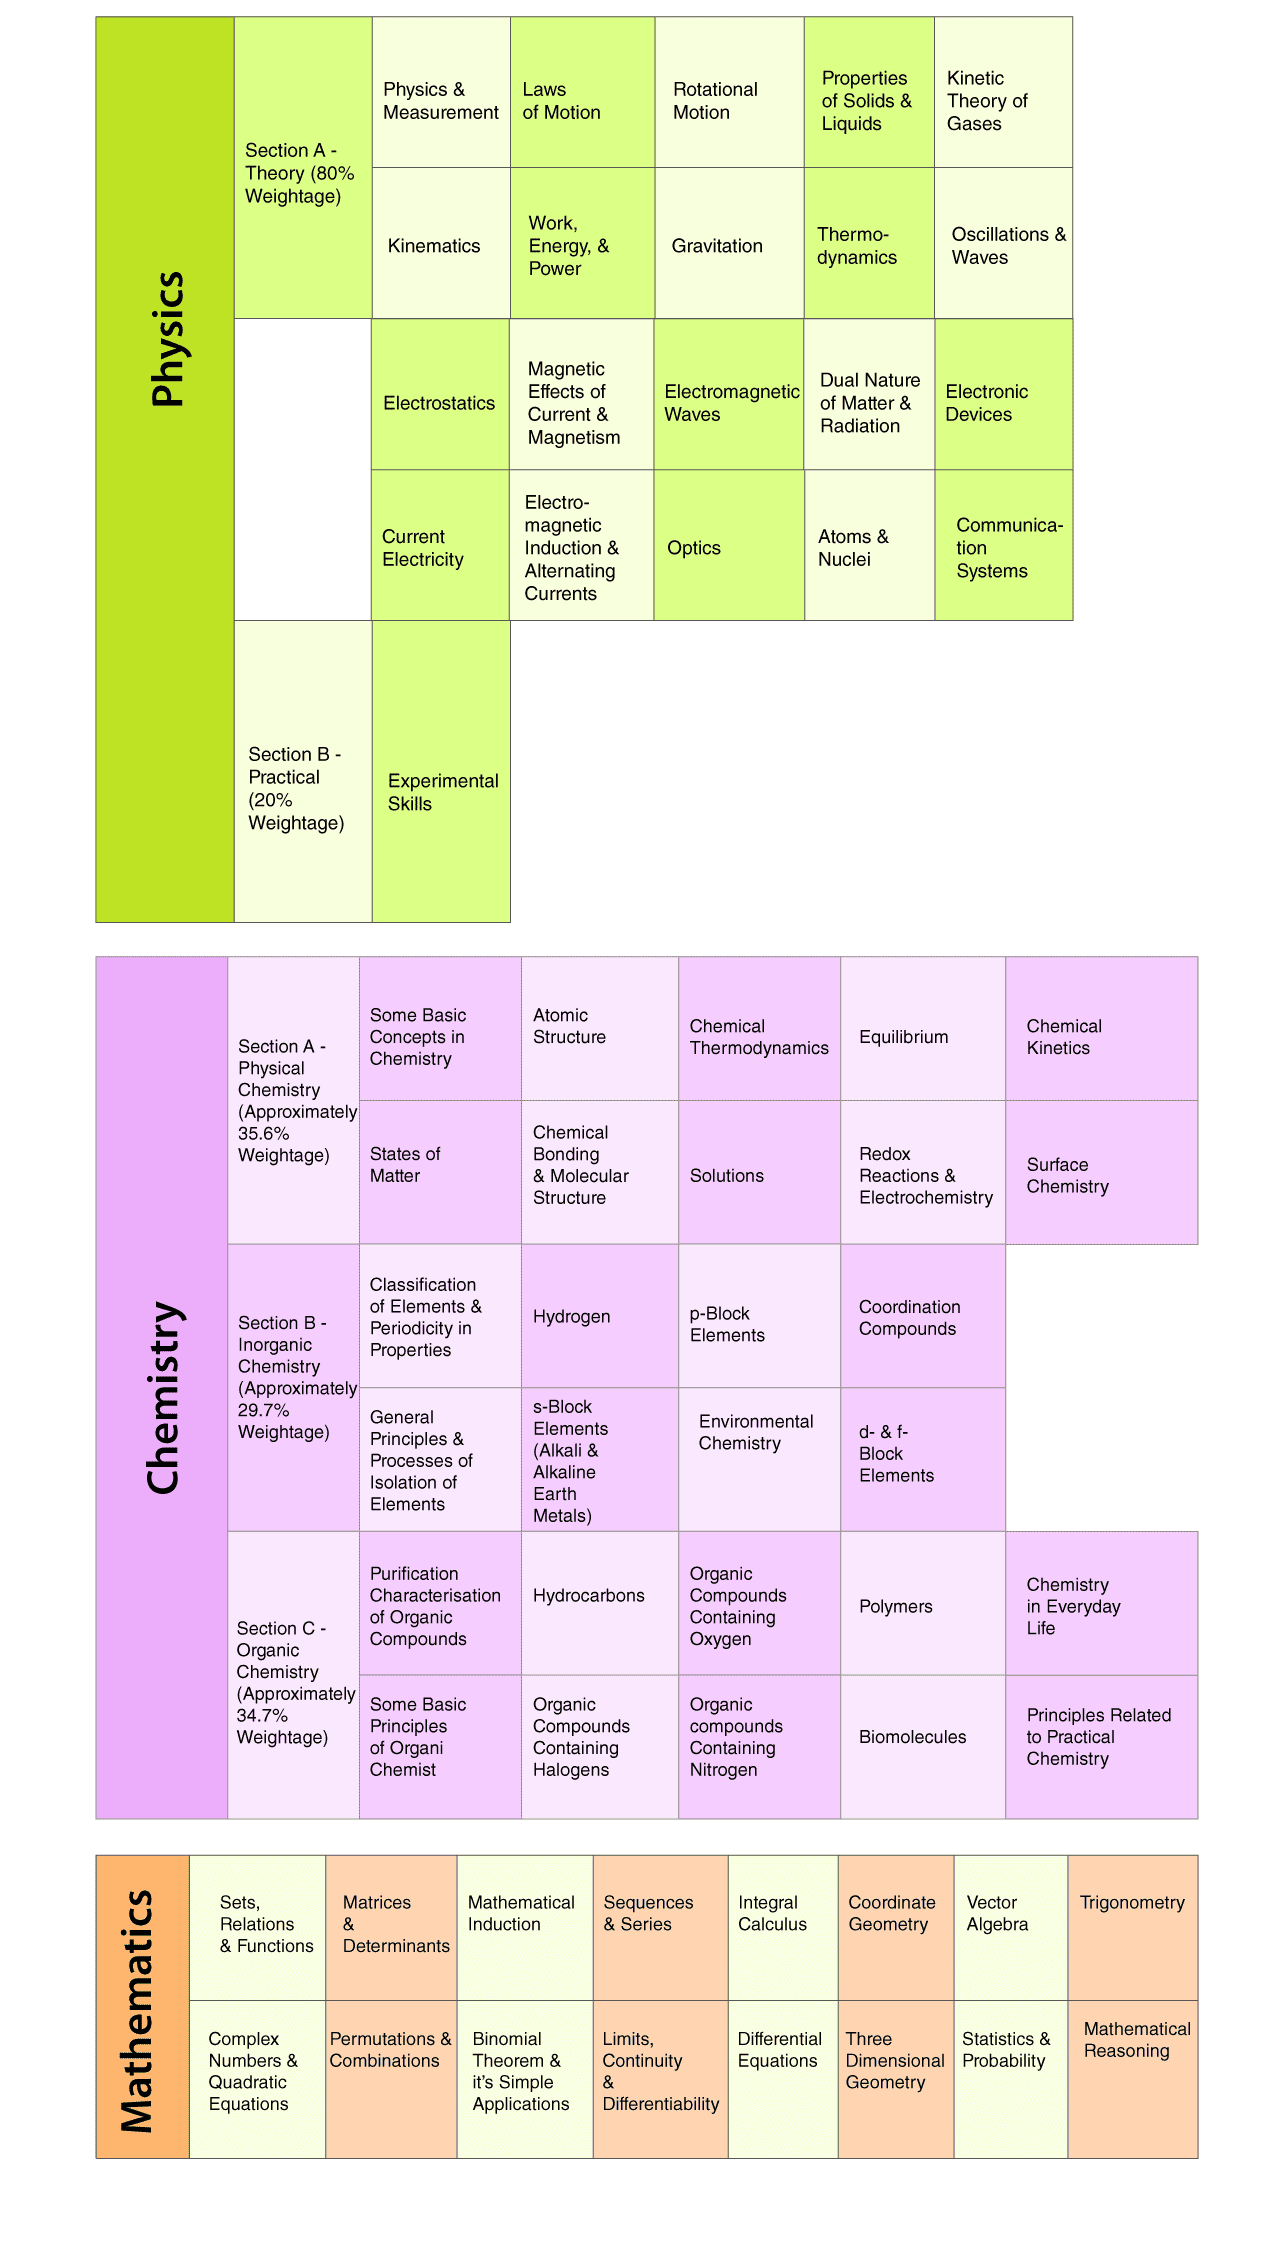 Physics
Section A -
Theory (80%
Weightage)
Physics &
Measurement
Laws
of Motion
Rotational
Motion
Properties
of Solids &
Liquids
Kinetic
Theory of
Gases
Kinematics
Work,
Energy, &
Power
Gravitation
Thermo-
dynamics
Oscillations &
Waves
Electrostatics
Magnetic
Effects of
Current &
Magnetism
Electromagnetic
Waves
Dual Nature
of Matter &
Radiation
Electronic
Devices
Current
Electricity
Electro-
magnetic
Induction &
Alternating
Currents
Optics
Atoms &
Nuclei
Communica-
tion
Systems
Section B -
Practical
(20%
Weightage)
Experimental
Skills
Chemistry
Section A -
Physical
Chemistry
(Approximately
35.6%
Weightage)
Some Basic
Concepts in
Chemistry
Atomic
Structure
Chemical
Thermodynamics
Equilibrium
Chemical
Kinetics
States of
Matter
Chemical
Bonding
& Molecular
Structure
Solutions
Redox
Reactions &
Electrochemistry
Surface
Chemistry
Section B -
Inorganic
Chemistry
(Approximately
29.7%
Weightage)
Classification
of Elements &
Periodicity in
Properties
Hydrogen
p-Block
Elements
Coordination
Compounds
General
Principles &
Processes of
Isolation of
Elements
s-Block
Elements
(Alkali &
Alkaline
Earth
Metals)
Environmental
Chemistry
d- & f-
Block
Elements
Section C -
Organic
Chemistry
(Approximately
34.7%
Weightage)
Purification
Characterisation
of Organic
Compounds
Hydrocarbons
Organic
Compounds
Containing
Oxygen
Polymers
Chemistry
in Everyday
Life
Some Basic
Principles
of Organi
Chemist
Organic
Compounds
Containing
Halogens
Organic
compounds
Containing
Nitrogen
Biomolecules
Principles Related
to Practical
Chemistry
Mathematics
Sets,
Relations
& Functions
Matrices
&
Determinants
Mathematical
Induction
Sequences
& Series
Integral
Calculus
Coordinate
Geometry
Vector
Algebra
Trigonometry
Complex
Numbers &
Quadratic
Equations
Permutations &
Combinations
Binomial
Theorem &
it's Simple
Applications
Limits,
Continuity
&
Differentiability
Differential
Equations
Three
Dimensional
Geometry
Statistics &
Probability
Mathematical
Reasoning